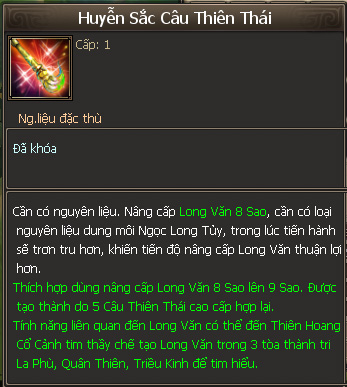 Huyễn Sắc Câu Thiên Thái
Cấp: 1
Ng.liệu đặc thù
Đã khóa
Cần có nguyên liệu. Nâng cấp Long Văn 8 Sao, cần có loại
nguyên liệu dung môi Ngọc Long Tủy, trong lúc tiến hành
sẽ trơn tru hơn, khiến tiến độ nâng cấp Long Văn thuận lợi
hơn.
Thích hợp dùng nâng cấp Long Văn 8 Sao lên 9 Sao. Được
tạo thành do 5 Câu Thiên Thái cao cấp hợp lại.
Tính năng liên quan đến Long Văn có thể đến Thiên Hoang
Cổ Cảnh tìm thầy chế tạo Long Văn trong 3 tòa thành trì
La Phù, Quân Thiên, Triều Kinh để tìm hiểu.